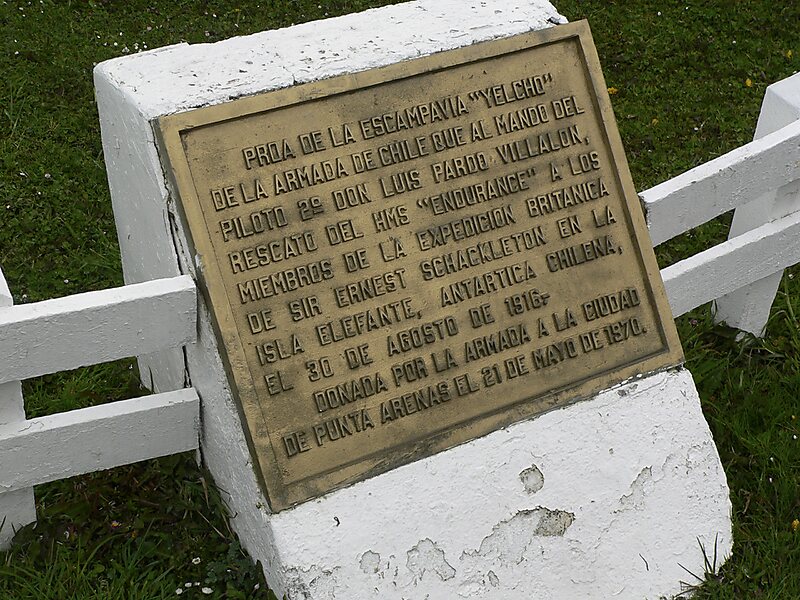 PROA DE LA ESCAMPAVIA "YELCHO"
DE LA ARMADA DE CHILE QUE AL MANDO DEL
PILOTO 2º DON LUIS PARDO VILLALON,
RESCATO DEL HMS "ENDURANCE" A LOS
MIEMBROS DE LA EXPEDICION BRITANICA
DE SIR ERNEST SCHACKLETON EN LA
ISLA ELEFANTE, ANTARTICA CHILENA,
EL 30 DE AGOSTO DE 1916.-
DONADA POR LA ARMADA A LA CIUDAD
DE PUNTA ARENAS EL 21 DE MAYO DE 1970.